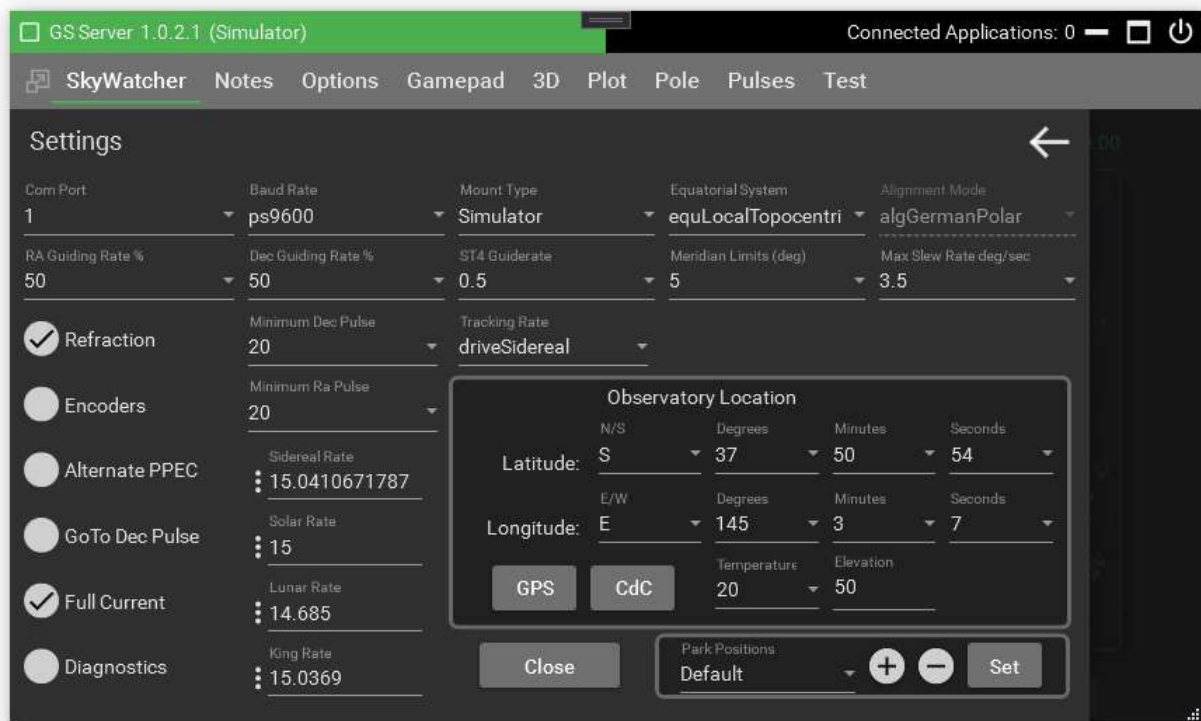 GS Server 1.0.2.1 (Simulator) Connected Applications: 0
SkyWatcher Notes Options Gamepad 3D Plot Pole Pulses Test
Settings
.00
Com Port Baud Rate Mount Type Equatorial System Alignment Mode
1 ps9600 Simulator equLocalTopocentri algGermanPolar
RA Guiding Rate % Dec Guiding Rate % ST4 Guiderate Meridian Limits (deg) Max Slew Rate deg/sec
50 50 0.5 5 3.5
Refraction
Minimum Dec Pulse Tracking Rate
20 driveSidereal
Encoders
Minimum Ra Pulse
20
Observatory Location
N/S Degrees Minutes Seconds
Latitude: S 37 50 54
E/W Degrees Minutes Seconds
Longitude: E 145 3 7
Temperature Elevation
GPS CdC 20 50
Alternate PPEC
Sidereal Rate
15.0410671787
GoTo Dec Pulse
Solar Rate
15
Full Current
Lunar Rate
14.685
Diagnostics
King Rate
15.0369
Close
Park Positions
Default
Set